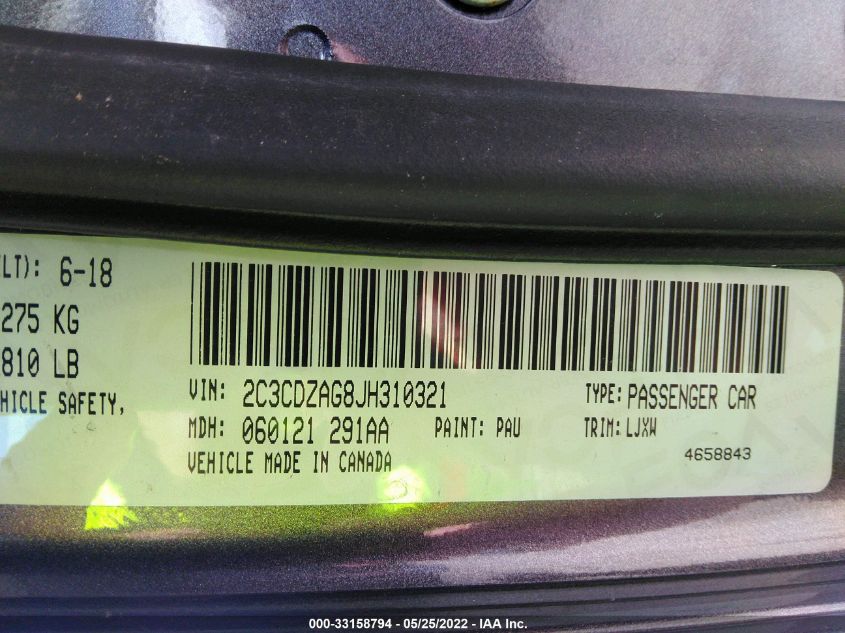 LT): 6-18
275 KG
810 LB
HICLE SAFETY,
VIN: 2C3CDZAG8JH310321
TYPE: PASSENGER CAR
MDH: 060121 291AA
PAINT: PAU
TRIM: LJXW
VEHICLE MADE IN CANADA
4658843
000-33158794 - 05/25/2022 - IAA Inc.